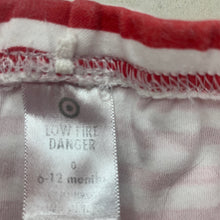 LOW FIRE
DANGER
0
6-12 months